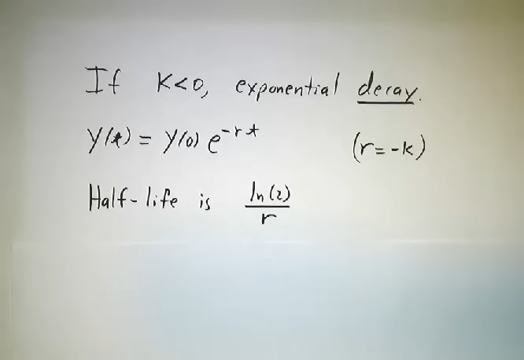 If K<0, exponential decay.
y(t) = y(0) e^{-rt} (r = -k)
Half-life is ln(2)/r